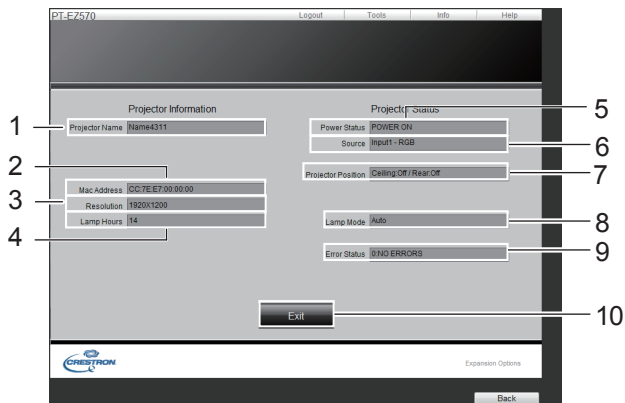 PT-EZ570 Logout Tools Info Help
Projector Information
Projector Status
1 Projector Name Name4311
Power Status POWER ON 5
Source Input1 - RGB 6
2
Projector Position Ceiling:Off / Rear:Off 7
Mac Address CC:7E:E7:00:00:00
3 Resolution 1920X1200
Lamp Hours 14
4
Lamp Mode Auto 8
Error Status 0:NO ERRORS 9
Exit 10
CRESTRON
Expansion Options
Back